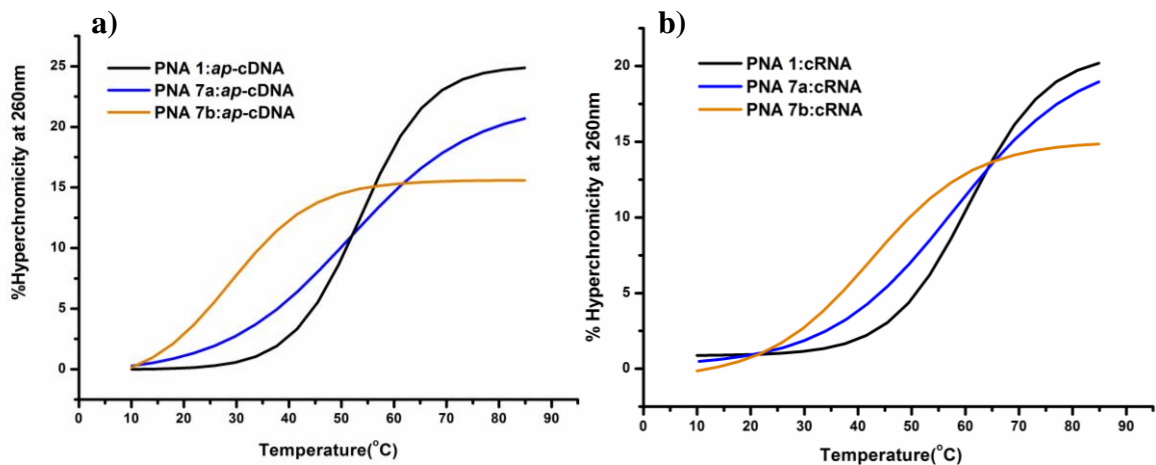 a)
PNA 1:ap-cDNA
PNA 7a:ap-cDNA
PNA 7b:ap-cDNA
25
20
15
10
5
0
%Hyperchromicity at 260nm
0 10 20 30 40 50 60 70 80 90
Temperature(°C)
b)
PNA 1:cRNA
PNA 7a:cRNA
PNA 7b:cRNA
20
15
10
5
0
% Hyperchromicity at 260nm
0 10 20 30 40 50 60 70 80 90
Temperature(°C)